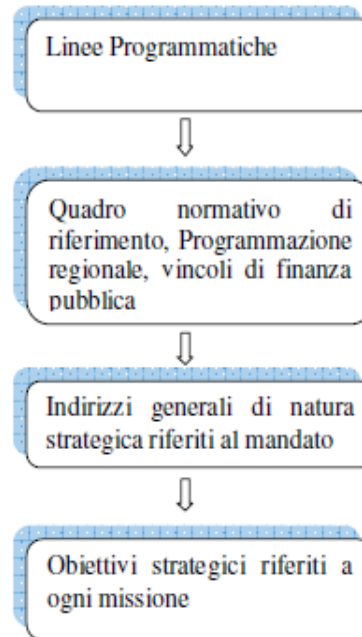 Linee Programmatiche
Quadro normativo di
riferimento, Programmazione
regionale, vincoli di finanza
pubblica
Indirizzi generali di natura
strategica riferiti al mandato
Obiettivi strategici riferiti a
ogni missione